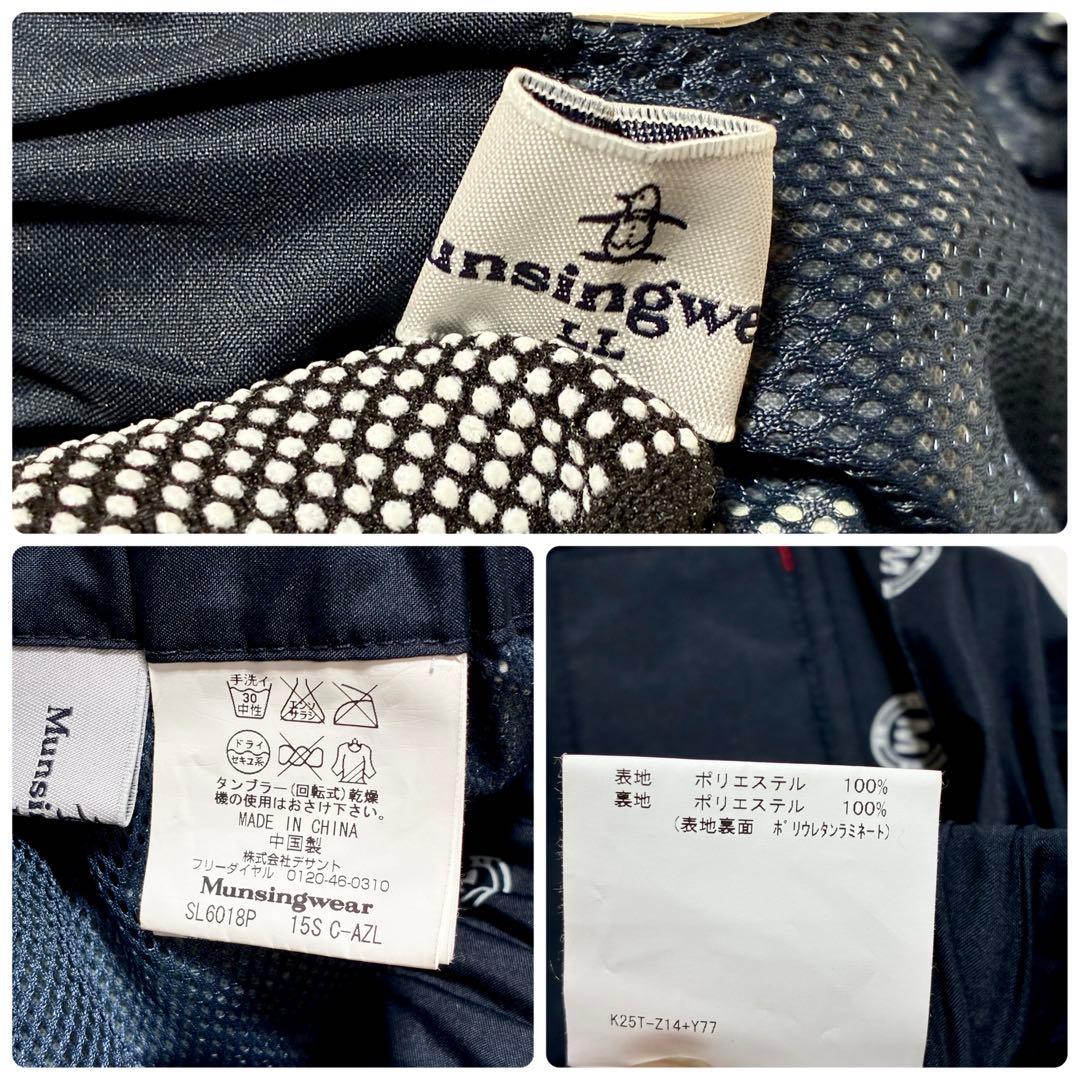 unsingwe
LL
Munsin
手洗イ
30
中性
エンソ
サラシ
ドライ
セキユ系
タンブラー(回転式)乾燥
機の使用はおさけ下さい。
MADE IN CHINA
中国製
株式会社デサント
フリーダイヤル 0120-46-0310
Munsingwear
SL6018P 15S C-AZL
M
M
表地 ポリエステル 100%
裏地 ポリエステル 100%
(表地裏面 ポリウレタンラミネート)
K25T-Z14+Y77